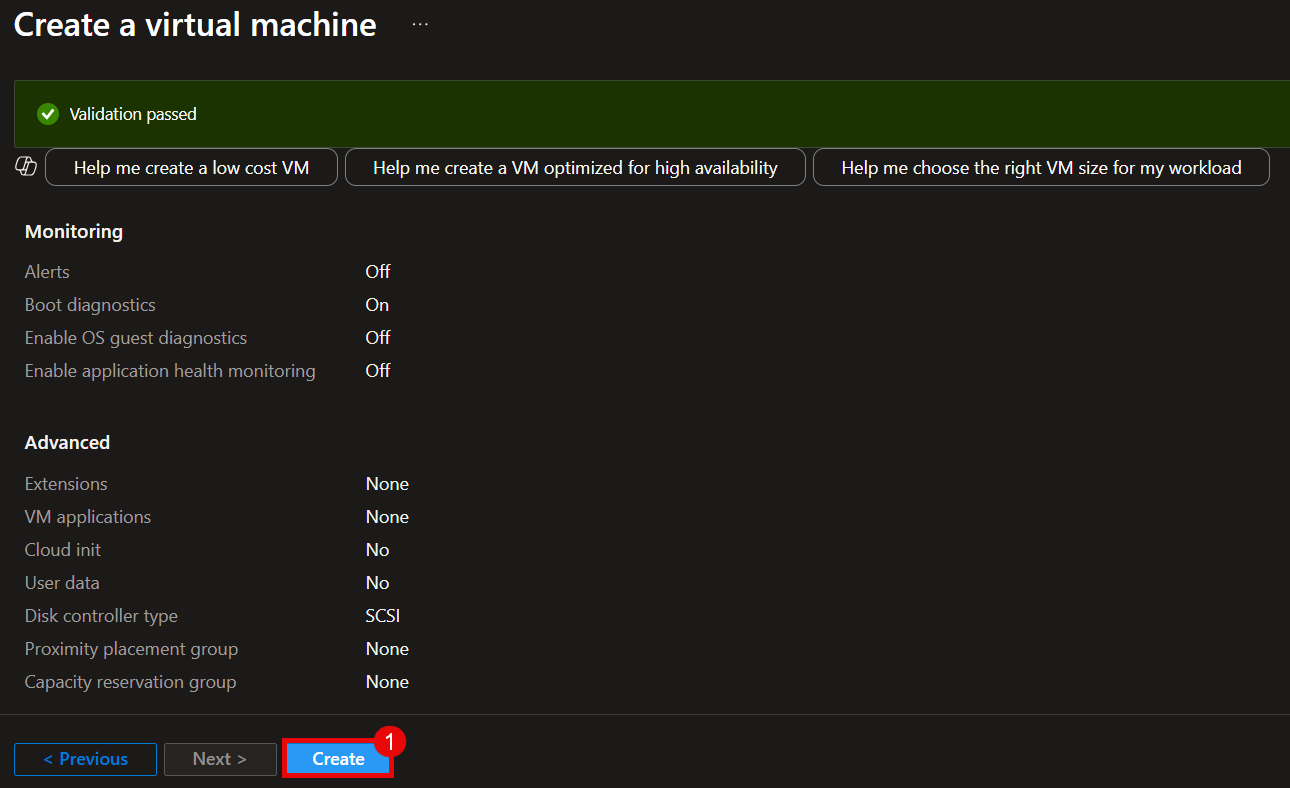 Create a virtual machine ...
Validation passed
Help me create a low cost VM Help me create a VM optimized for high availability Help me choose the right VM size for my workload
Monitoring
Alerts Off
Boot diagnostics On
Enable OS guest diagnostics Off
Enable application health monitoring Off
Advanced
Extensions None
VM applications None
Cloud init No
User data No
Disk controller type SCSI
Proximity placement group None
Capacity reservation group None
< Previous Next > Create 1